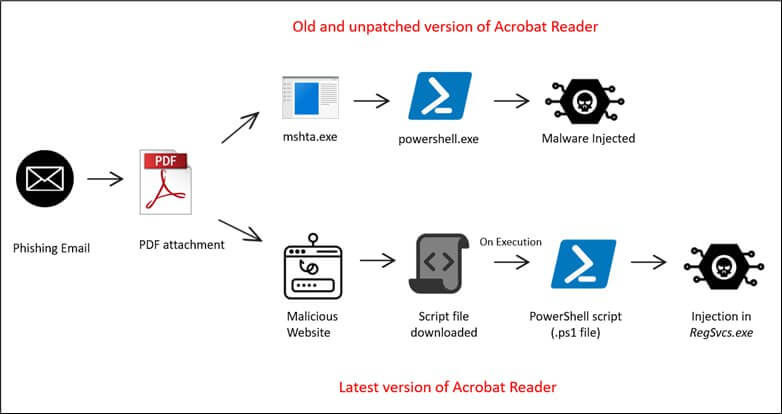 Old and unpatched version of Acrobat Reader
mshta.exe
powershell.exe
Malware Injected
PDF
Phishing Email
PDF attachment
On Execution
Malicious
Website
Script file
downloaded
PowerShell script
(.ps1 file)
Injection in
RegSvcs.exe
Latest version of Acrobat Reader